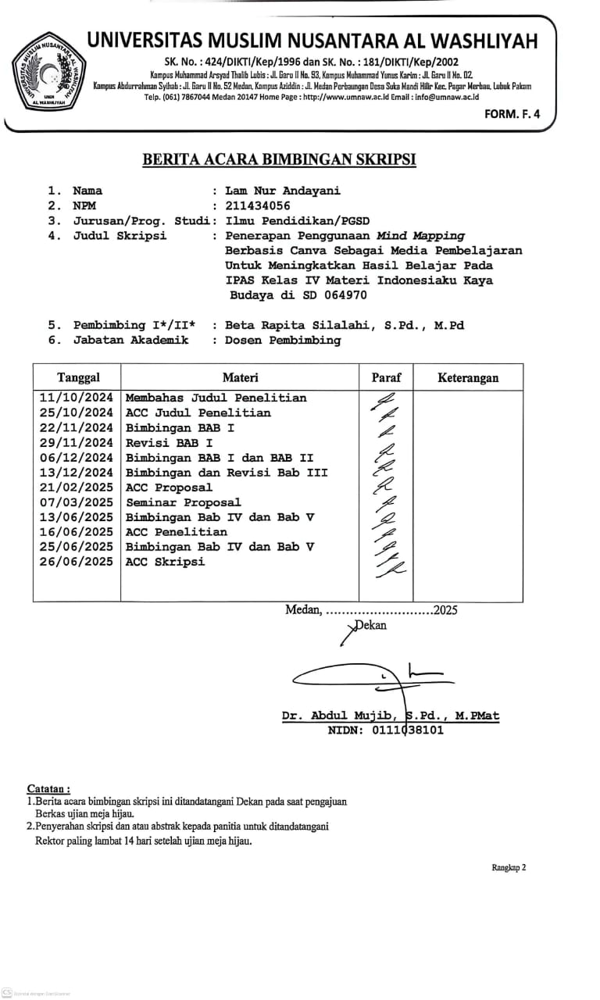 UNIVERSITAS MUSLIM NUSANTARA AL WASHLIYAH
SK. No. : 424/DIKTI/Kep/1996 dan SK. No. : 181/DIKTI/Kep/2002
Kampus Muhammad Arsyad Thalib Lubis : Jl. Garu II No. 93, Kampus Muhammad Yunus Karim : Jl. Garu II No. 02,
Kampus Abdurrahman Syihab : Jl. Garu II No. 52 Medan, Kampus Aziddin : Jl. Medan Perbaungan Desa Suka Mandi Hilir Kec. Pagar Merbau, Lubuk Pakam
Telp. (061) 7867044 Medan 20147 Home Page : http://www.umnaw.ac.id Email : info@umnaw.ac.id
UNIVERSITAS MUSLIM NUSANTARA AL WASHLIYAH
UMN
AL WASHLIYAH
FORM. F. 4
BERITA ACARA BIMBINGAN SKRIPSI
1. Nama : Lam Nur Andayani
2. NPM : 211434056
3. Jurusan/Prog. Studi: Ilmu Pendidikan/PGSD
4. Judul Skripsi : Penerapan Penggunaan Mind Mapping
Berbasis Canva Sebagai Media Pembelajaran
Untuk Meningkatkan Hasil Belajar Pada
IPAS Kelas IV Materi Indonesiaku Kaya
Budaya di SD 064970
5. Pembimbing I*/II* : Beta Rapita Silalahi, S.Pd., M.Pd
6. Jabatan Akademik : Dosen Pembimbing
Tanggal Materi Paraf Keterangan
11/10/2024 Membahas Judul Penelitian
25/10/2024 ACC Judul Penelitian
22/11/2024 Bimbingan BAB I
29/11/2024 Revisi BAB I
06/12/2024 Bimbingan BAB I dan BAB II
13/12/2024 Bimbingan dan Revisi Bab III
21/02/2025 ACC Proposal
07/03/2025 Seminar Proposal
13/06/2025 Bimbingan Bab IV dan Bab V
16/06/2025 ACC Penelitian
25/06/2025 Bimbingan Bab IV dan Bab V
26/06/2025 ACC Skripsi
Medan, ...........................2025
Dekan
Dr. Abdul Mujib, S.Pd., M.PMat
NIDN: 0111038101
Catatan :
1.Berita acara bimbingan skripsi ini ditandatangani Dekan pada saat pengajuan
Berkas ujian meja hijau.
2.Penyerahan skripsi dan atau abstrak kepada panitia untuk ditandatangani
Rektor paling lambat 14 hari setelah ujian meja hijau.
Rangkap 2
CS Dipindai dengan CamScanner